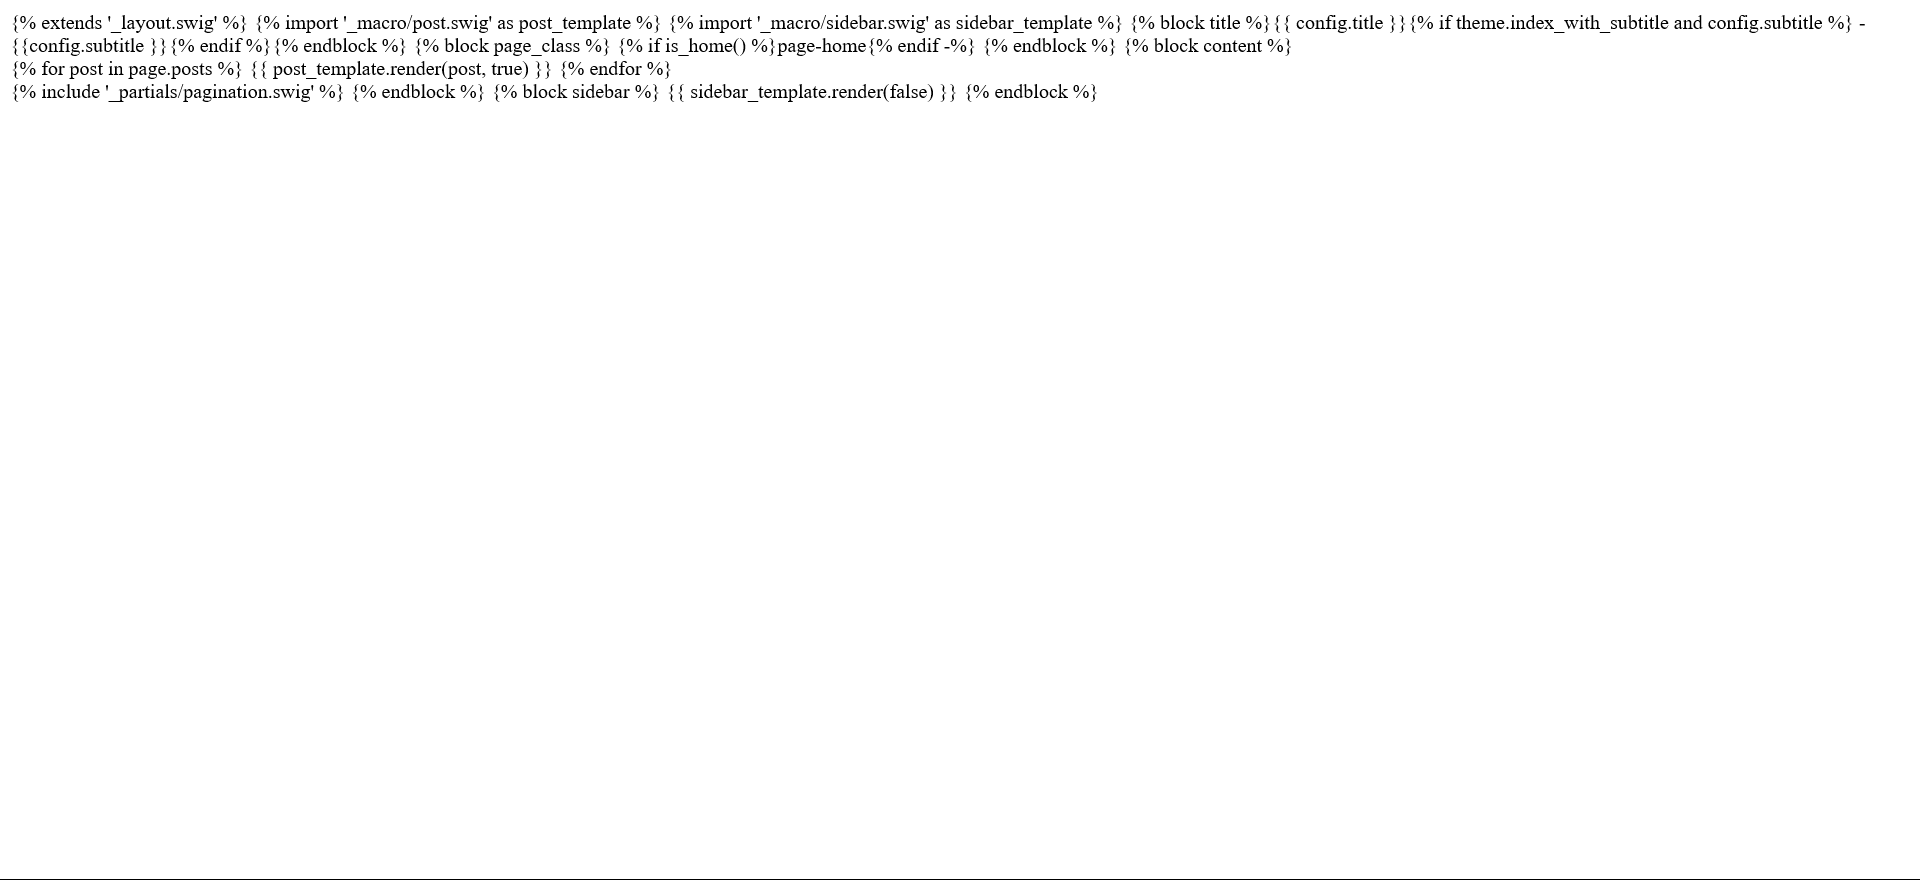 {% extends '_layout.swig' %} {% import '_macro/post.swig' as post_template %} {% import '_macro/sidebar.swig' as sidebar_template %} {% block title %}{{ config.title }}{% if theme.index_with_subtitle and config.subtitle %} -
{{config.subtitle }}{% endif %}{% endblock %} {% block page_class %} {% if is_home() %}page-home{% endif -%} {% endblock %} {% block content %}
{% for post in page.posts %} {{ post_template.render(post, true) }} {% endfor %}
{% include '_partials/pagination.swig' %} {% endblock %} {% block sidebar %} {{ sidebar_template.render(false) }} {% endblock %}